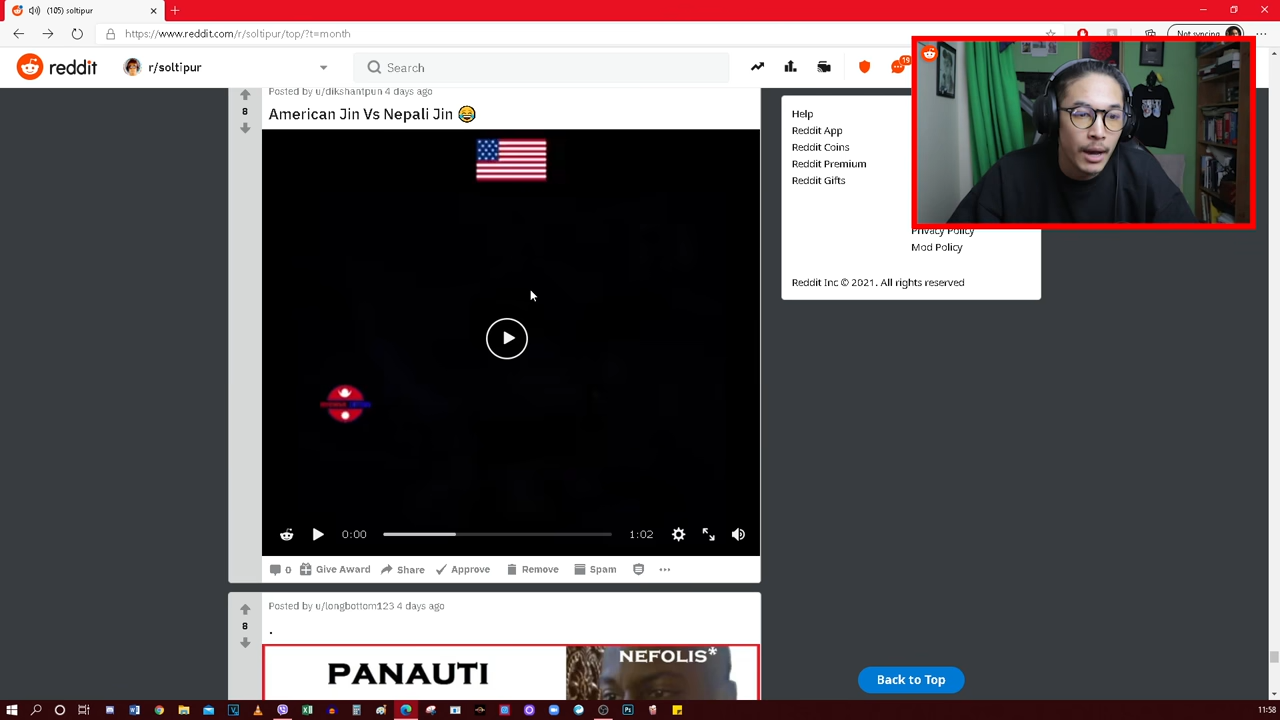 (105) soltipur
https://www.reddit.com/r/soltipur/top/?t=month
Not syncing
reddit
r/soltipur
Search
19
Posted by u/dikshantpun 4 days ago
8
American Jin Vs Nepali Jin 😂
0:00
1:02
0
Give Award
Share
Approve
Remove
Spam
Posted by u/longbottom123 4 days ago
8
.
PANAUTI
NEFOLIS*
Help
Reddit App
Reddit Coins
Reddit Premium
Reddit Gifts
Privacy Policy
Mod Policy
Reddit Inc © 2021. All rights reserved
Back to Top
11:58